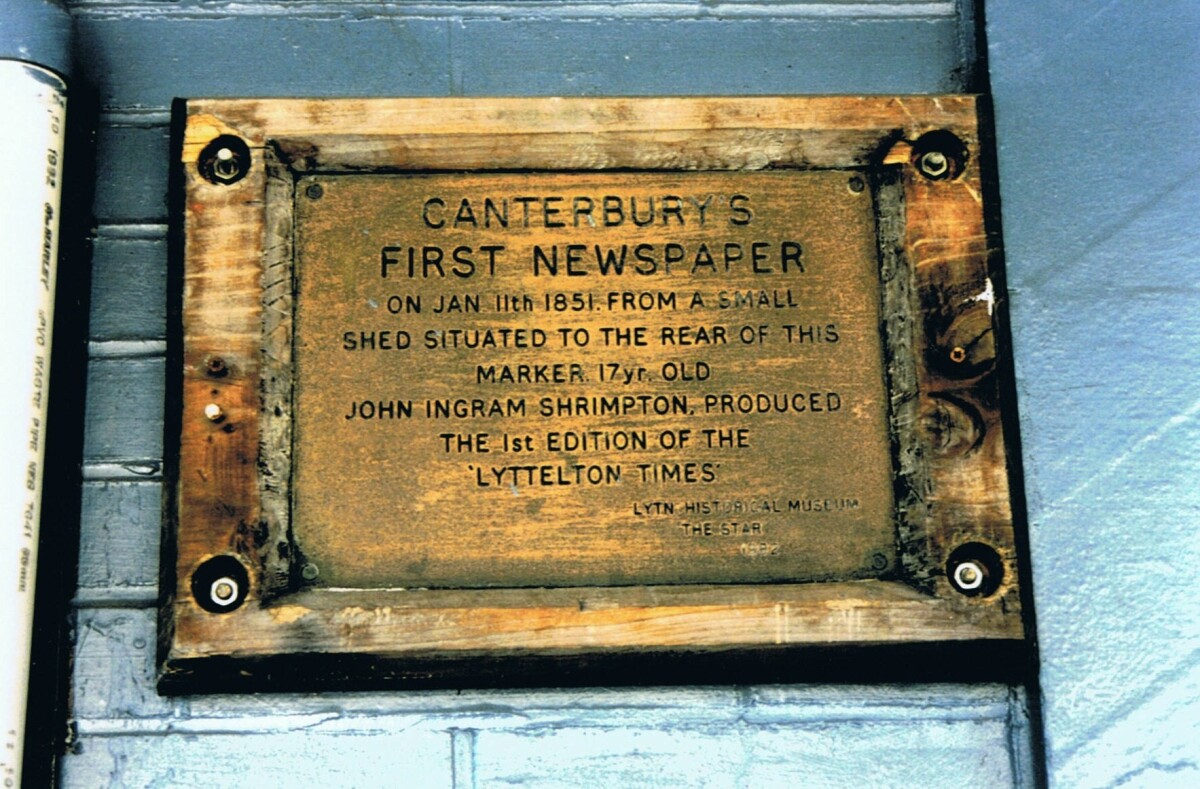 CANTERBURY'S
FIRST NEWSPAPER
ON JAN. 11th 1851. FROM A SMALL
SHED SITUATED TO THE REAR OF THIS
MARKER. 17yr. OLD
JOHN INGRAM SHRIMPTON. PRODUCED
THE 1st EDITION OF THE
'LYTTELTON TIMES'
LYTN HISTORICAL MUSEUM
THE STAR